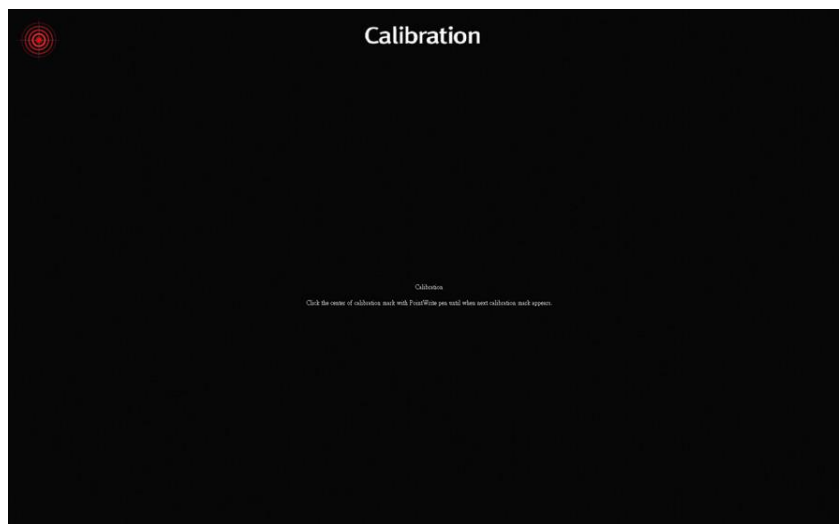 Calibration
Calibration
Click the center of calibration mark with PointWrite pen until when next calibration mark appears.